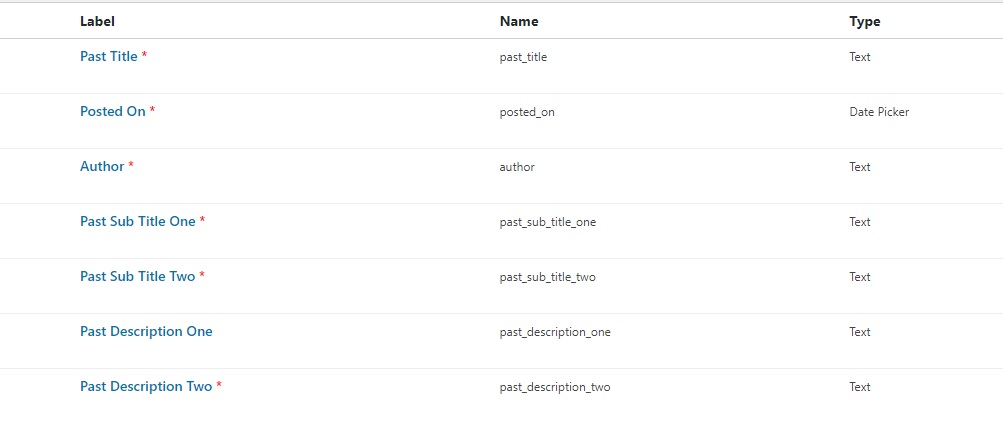 Label Name Type
Past Title * past_title Text
Posted On * posted_on Date Picker
Author * author Text
Past Sub Title One * past_sub_title_one Text
Past Sub Title Two * past_sub_title_two Text
Past Description One past_description_one Text
Past Description Two * past_description_two Text